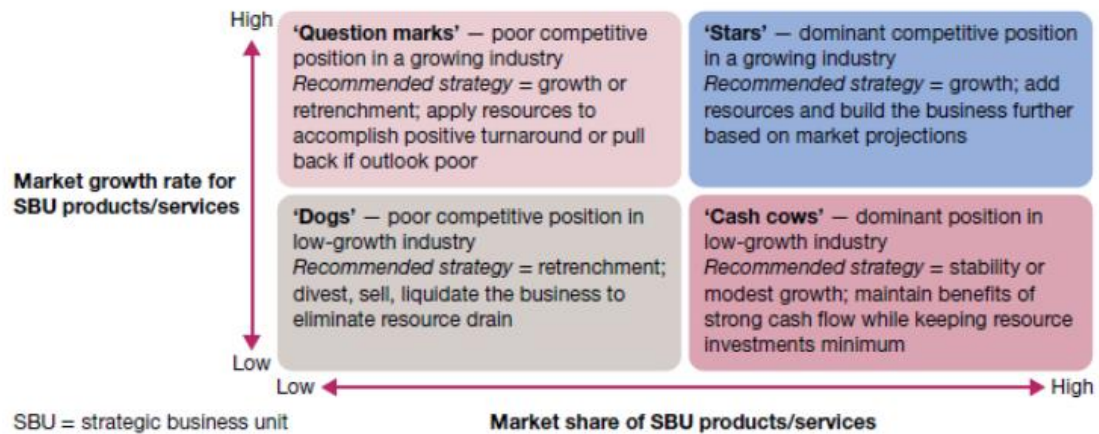 High
‘Question marks’ — poor competitive
position in a growing industry
Recommended strategy = growth or
retrenchment; apply resources to
accomplish positive turnaround or pull
back if outlook poor
‘Stars’ — dominant competitive position
in a growing industry
Recommended strategy = growth; add
resources and build the business further
based on market projections
Market growth rate for
SBU products/services
‘Dogs’ — poor competitive position in
low-growth industry
Recommended strategy = retrenchment;
divest, sell, liquidate the business to
eliminate resource drain
‘Cash cows’ — dominant position in
low-growth industry
Recommended strategy = stability or
modest growth; maintain benefits of
strong cash flow while keeping resource
investments minimum
Low
Low
High
SBU = strategic business unit
Market share of SBU products/services